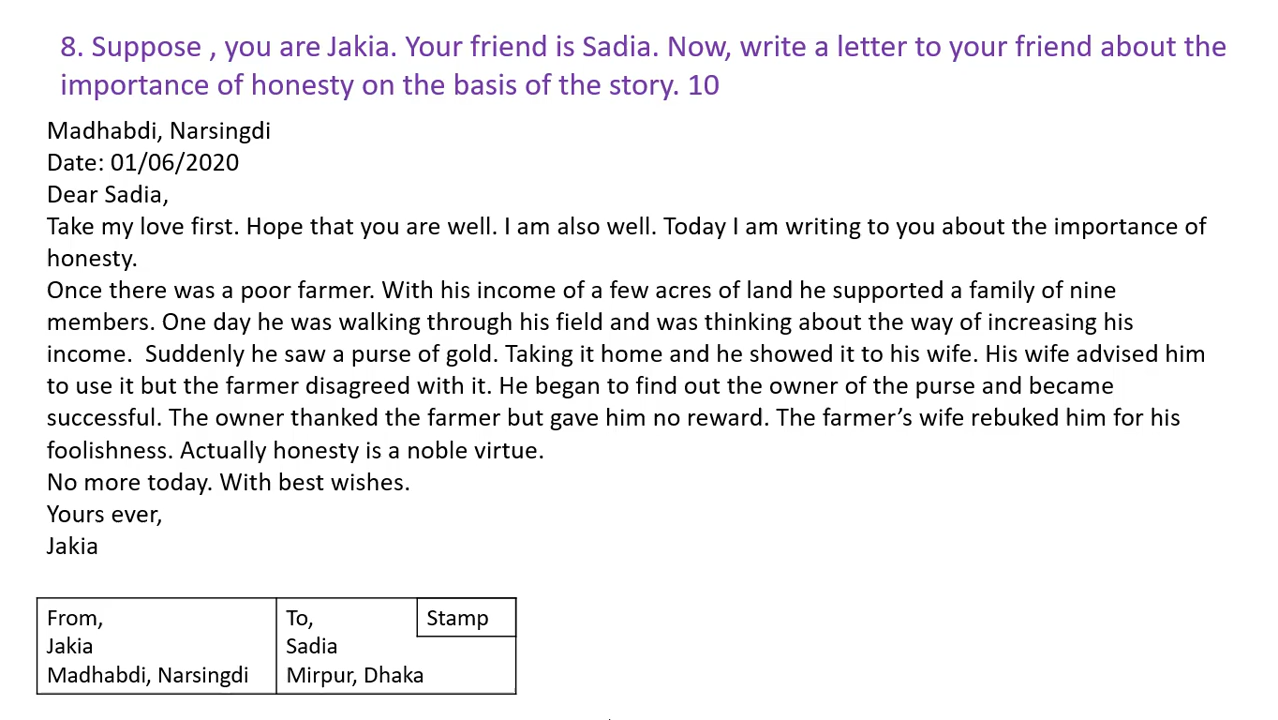 8. Suppose , you are Jakia. Your friend is Sadia. Now, write a letter to your friend about the
importance of honesty on the basis of the story. 10
Madhabdi, Narsingdi
Date: 01/06/2020
Dear Sadia,
Take my love first. Hope that you are well. I am also well. Today I am writing to you about the importance of
honesty.
Once there was a poor farmer. With his income of a few acres of land he supported a family of nine
members. One day he was walking through his field and was thinking about the way of increasing his
income.  Suddenly he saw a purse of gold. Taking it home and he showed it to his wife. His wife advised him
to use it but the farmer disagreed with it. He began to find out the owner of the purse and became
successful. The owner thanked the farmer but gave him no reward. The farmer’s wife rebuked him for his
foolishness. Actually honesty is a noble virtue.
No more today. With best wishes.
Yours ever,
Jakia
From,
Jakia
Madhabdi, Narsingdi
To,
Sadia
Mirpur, Dhaka
Stamp